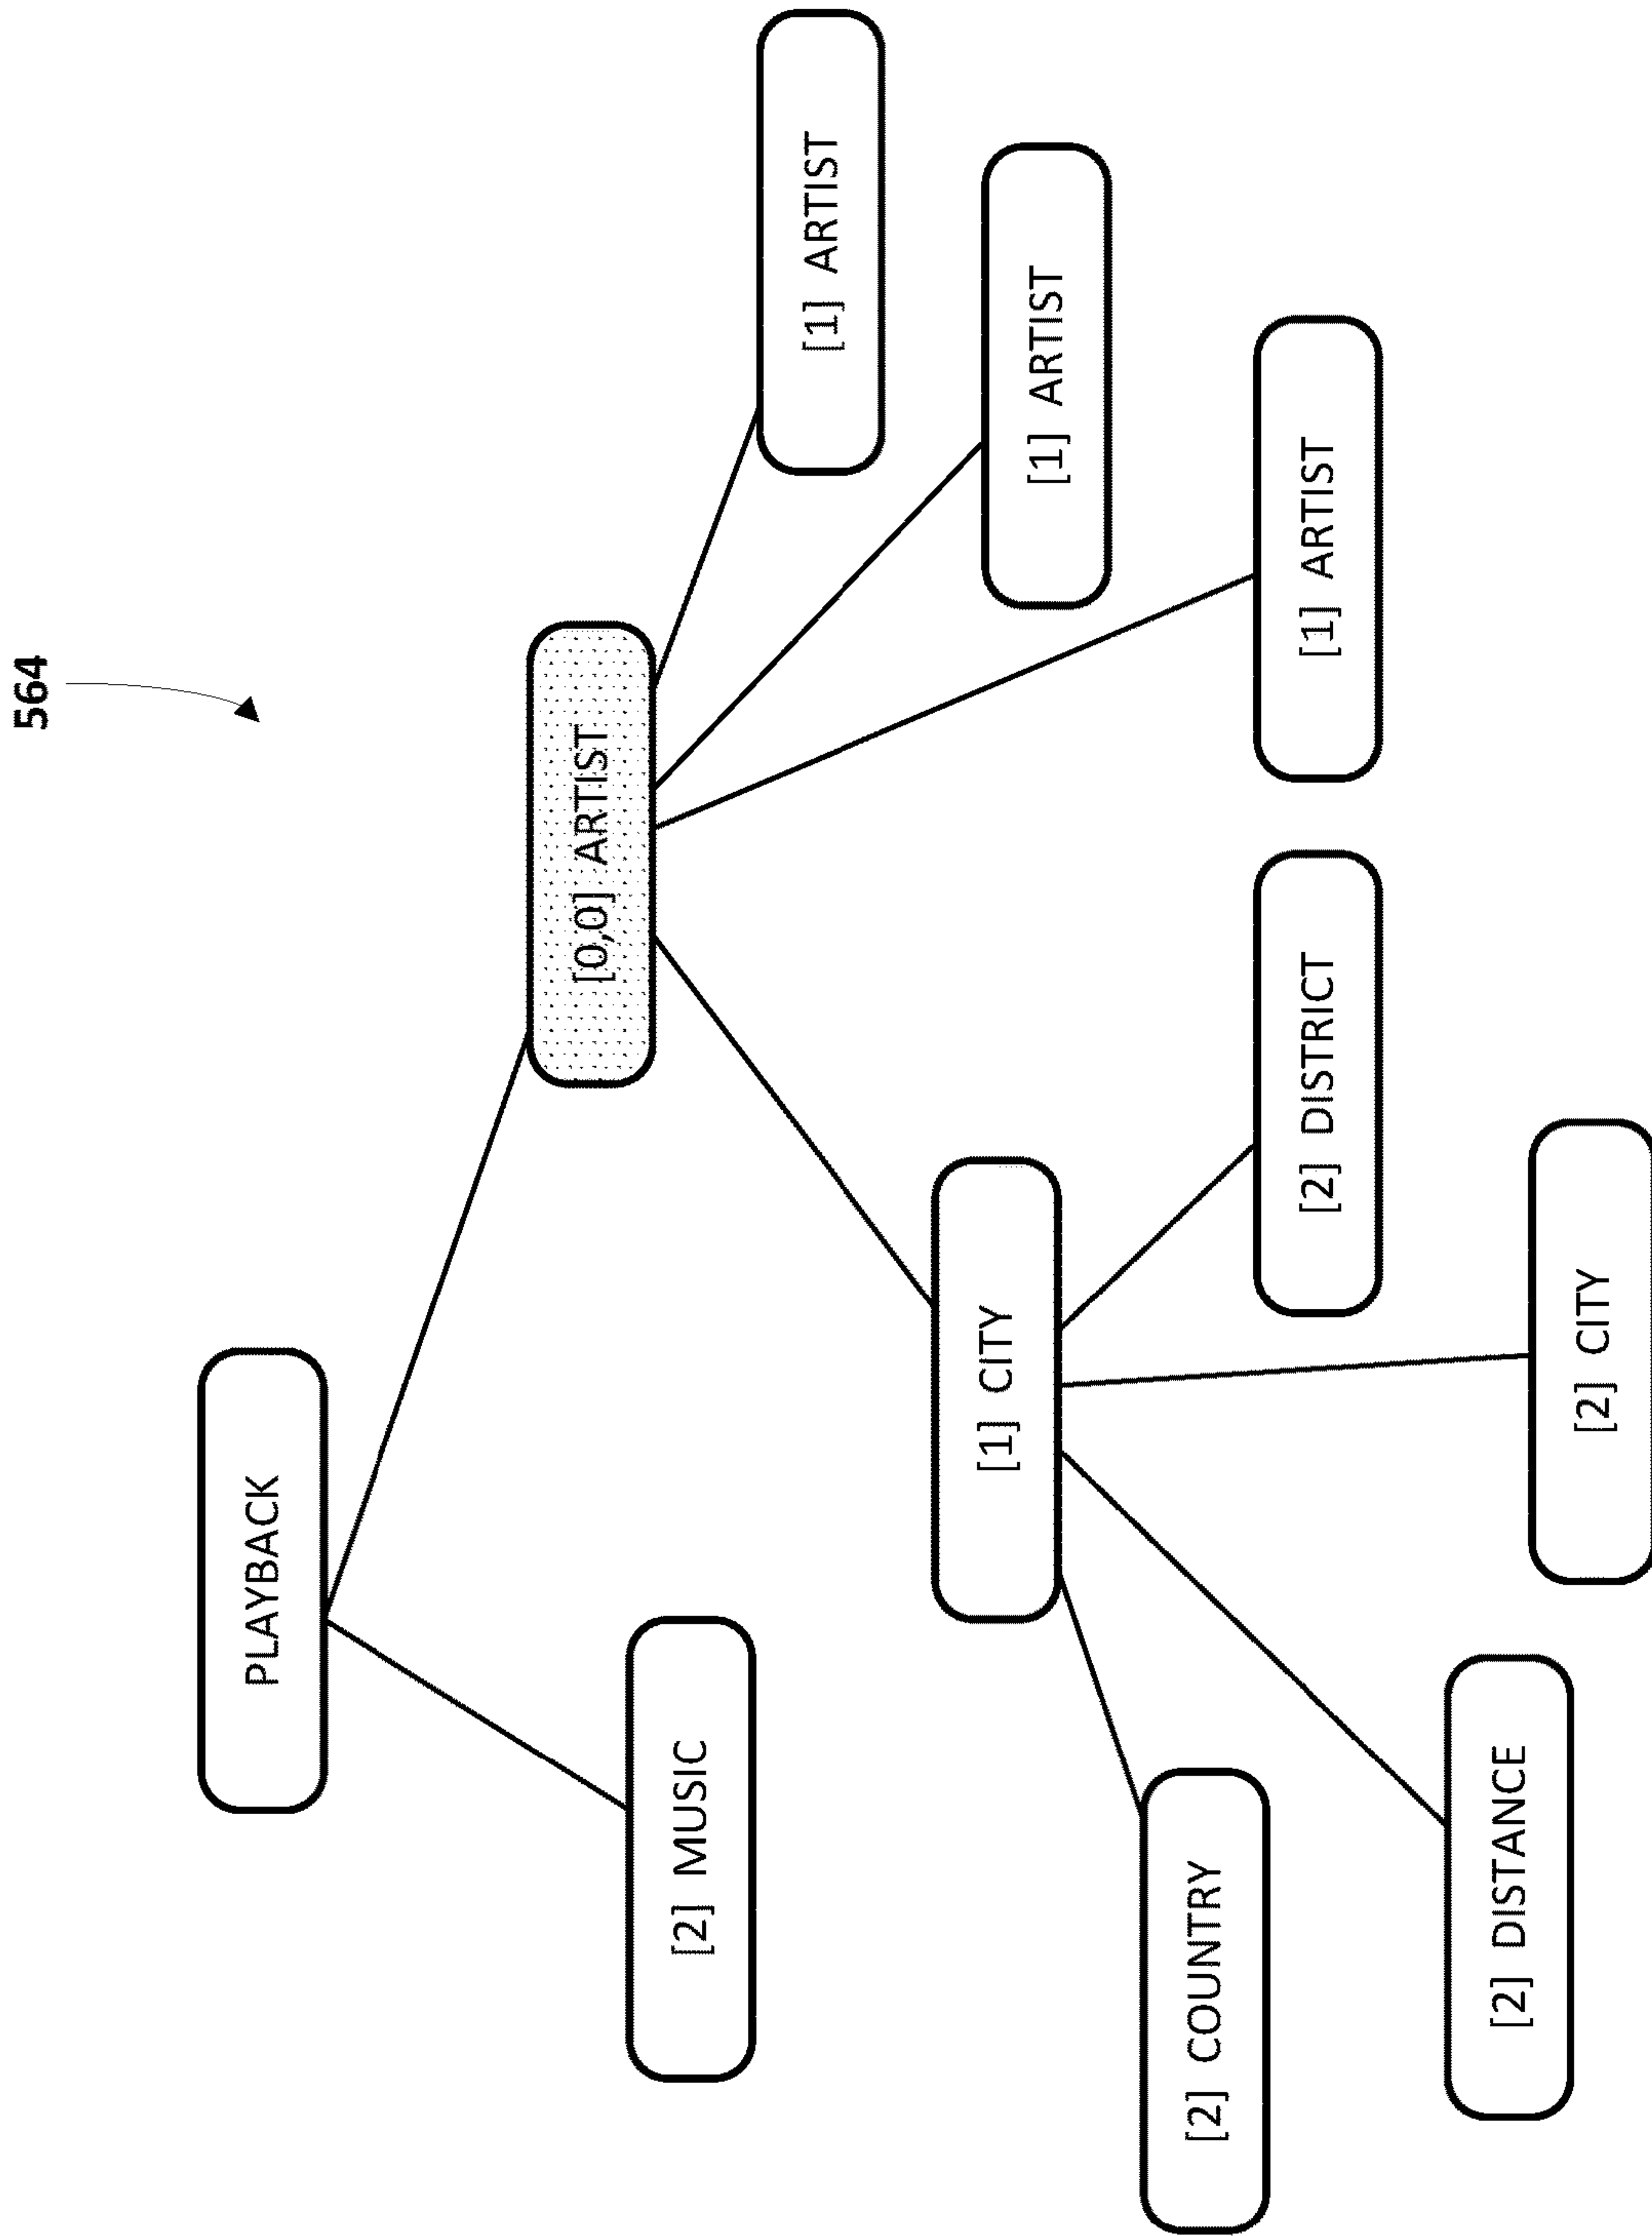 564
PLAYBACK
[0,0] ARTIST
[2] MUSIC
[1] ARTIST
[1] CITY
[1] ARTIST
[2] COUNTRY
[2] DISTRICT
[1] ARTIST
[2] DISTANCE
[2] CITY